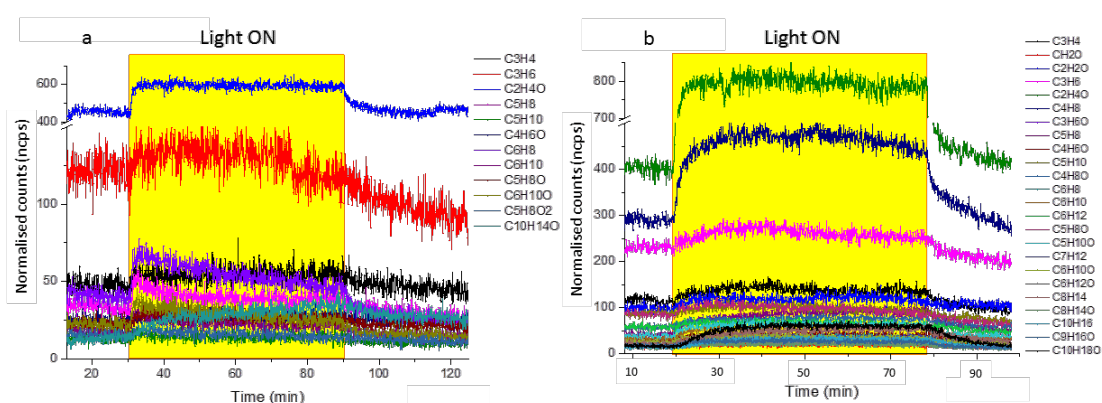 a
Light ON
Normalised counts (ncps)
600
400
100
50
0
20
40
60
80
100
120
Time (min)
C3H4
C3H6
C2H4O
C5H8
C5H10
C4H6O
C6H8
C6H10
C5H8O
C6H10O
C5H8O2
C10H14O
b
Light ON
Normalised counts (ncps)
800
700
400
300
200
100
0
10
30
50
70
90
Time (min)
C3H4
CH2O
C2H2O
C3H6
C2H4O
C4H8
C3H6O
C5H8
C4H6O
C5H10
C4H8O
C6H8
C6H10
C6H12
C5H8O
C5H10O
C7H12
C6H10O
C6H12O
C8H14
C8H14O
C10H16
C9H16O
C10H18O